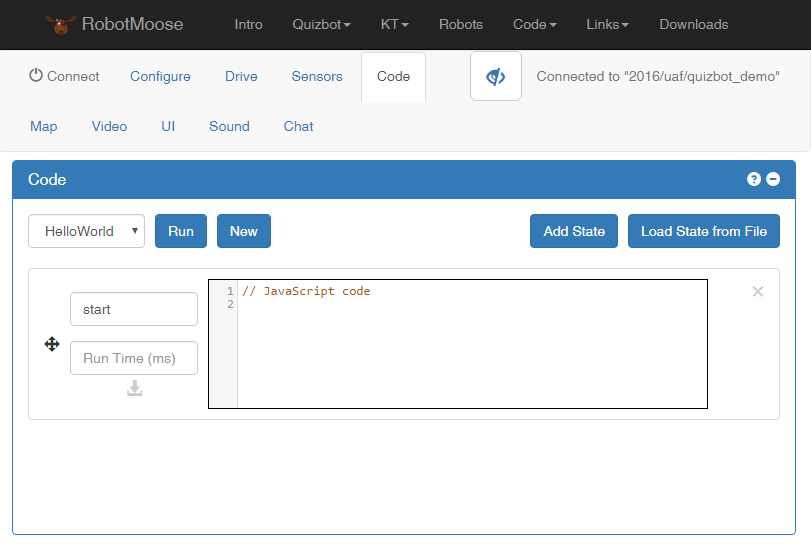 RobotMoose Intro Quizbot KT Robots Code Links Downloads
Connect Configure Drive Sensors Code Connected to "2016/uaf/quizbot_demo"
Map Video UI Sound Chat
Code
HelloWorld Run New Add State Load State from File
start
Run Time (ms)
1 // JavaScript code
2